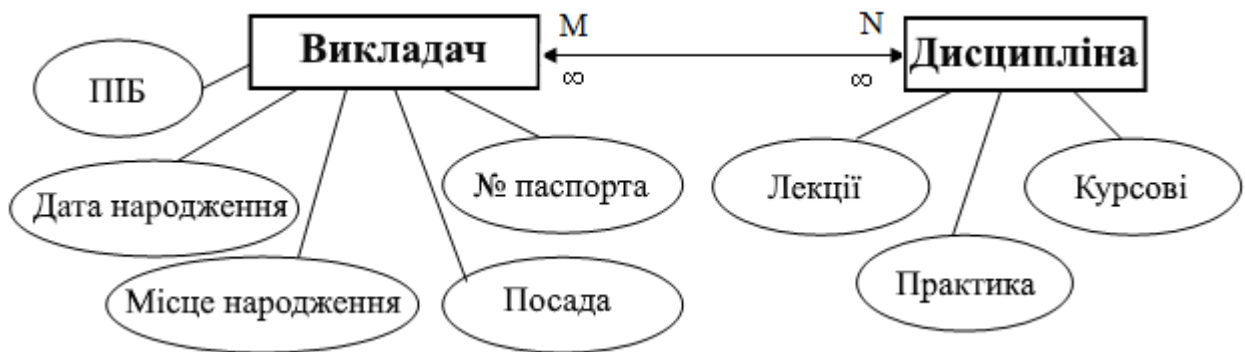 Викладач
M
N
∞
∞
Дисципліна
ПІБ
Дата народження
Місце народження
Посада
№ паспорта
Лекції
Практика
Курсові